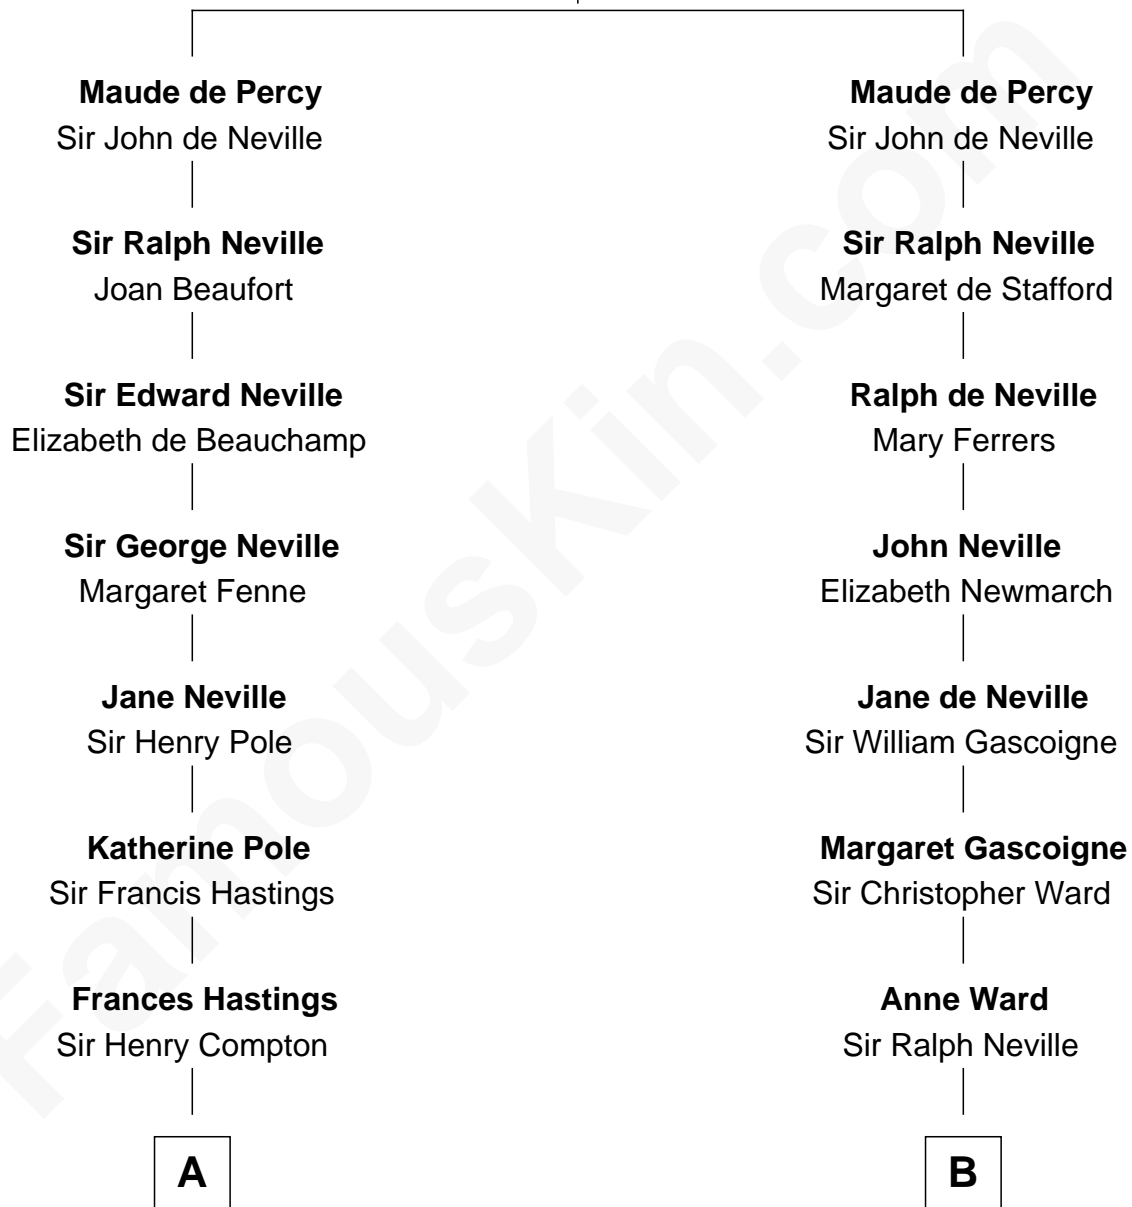 Maude de Percy
Sir John de Neville
Sir Ralph Neville
Joan Beaufort
Sir Edward Neville
Elizabeth de Beauchamp
Sir George Neville
Margaret Fenne
Jane Neville
Sir Henry Pole
Katherine Pole
Sir Francis Hastings
Frances Hastings
Sir Henry Compton
A
Maude de Percy
Sir John de Neville
Sir Ralph Neville
Margaret de Stafford
Ralph de Neville
Mary Ferrers
John Neville
Elizabeth Newmarch
Jane de Neville
Sir William Gascoigne
Margaret Gascoigne
Sir Christopher Ward
Anne Ward
Sir Ralph Neville
B
FamousKin.com